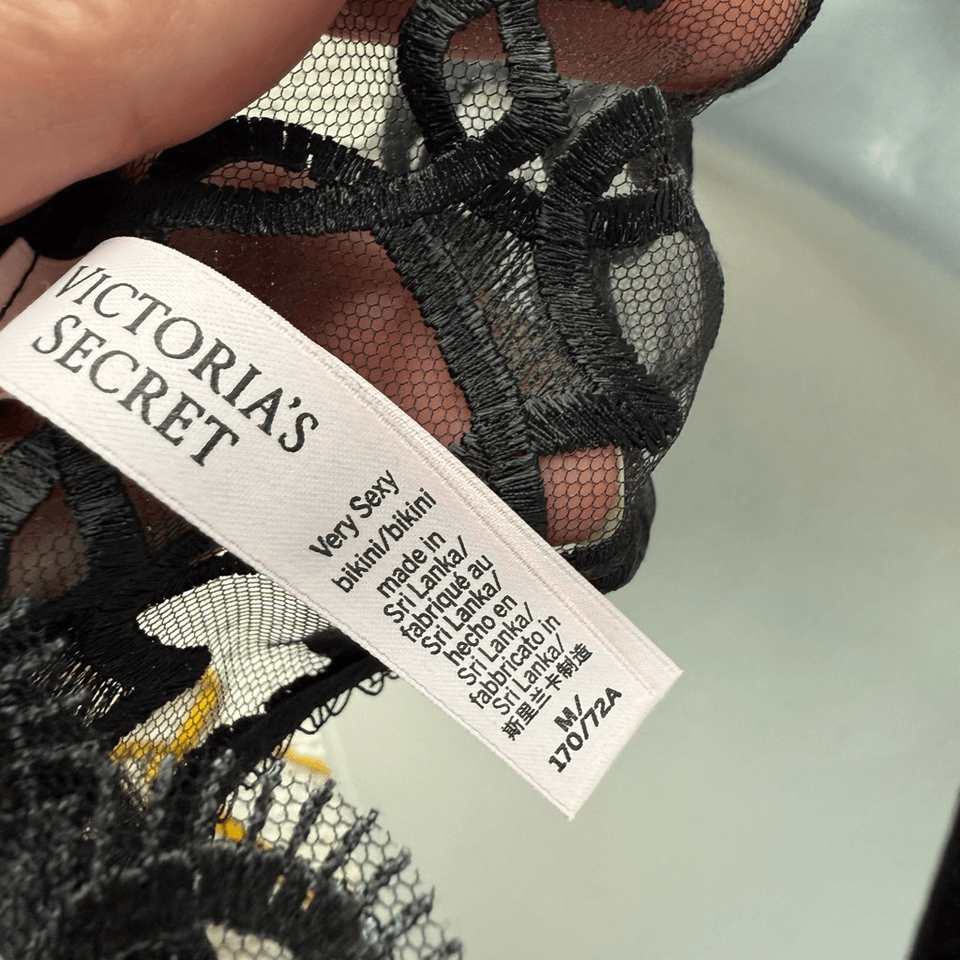 VICTORIA'S
SECRET
Very Sexy
bikini/bikini
made in
Sri Lanka/
fabriqué au
Sri Lanka/
hecho en
Sri Lanka/
fabbricato in
Sri Lanka/
斯里兰卡制造
M/
170/72A